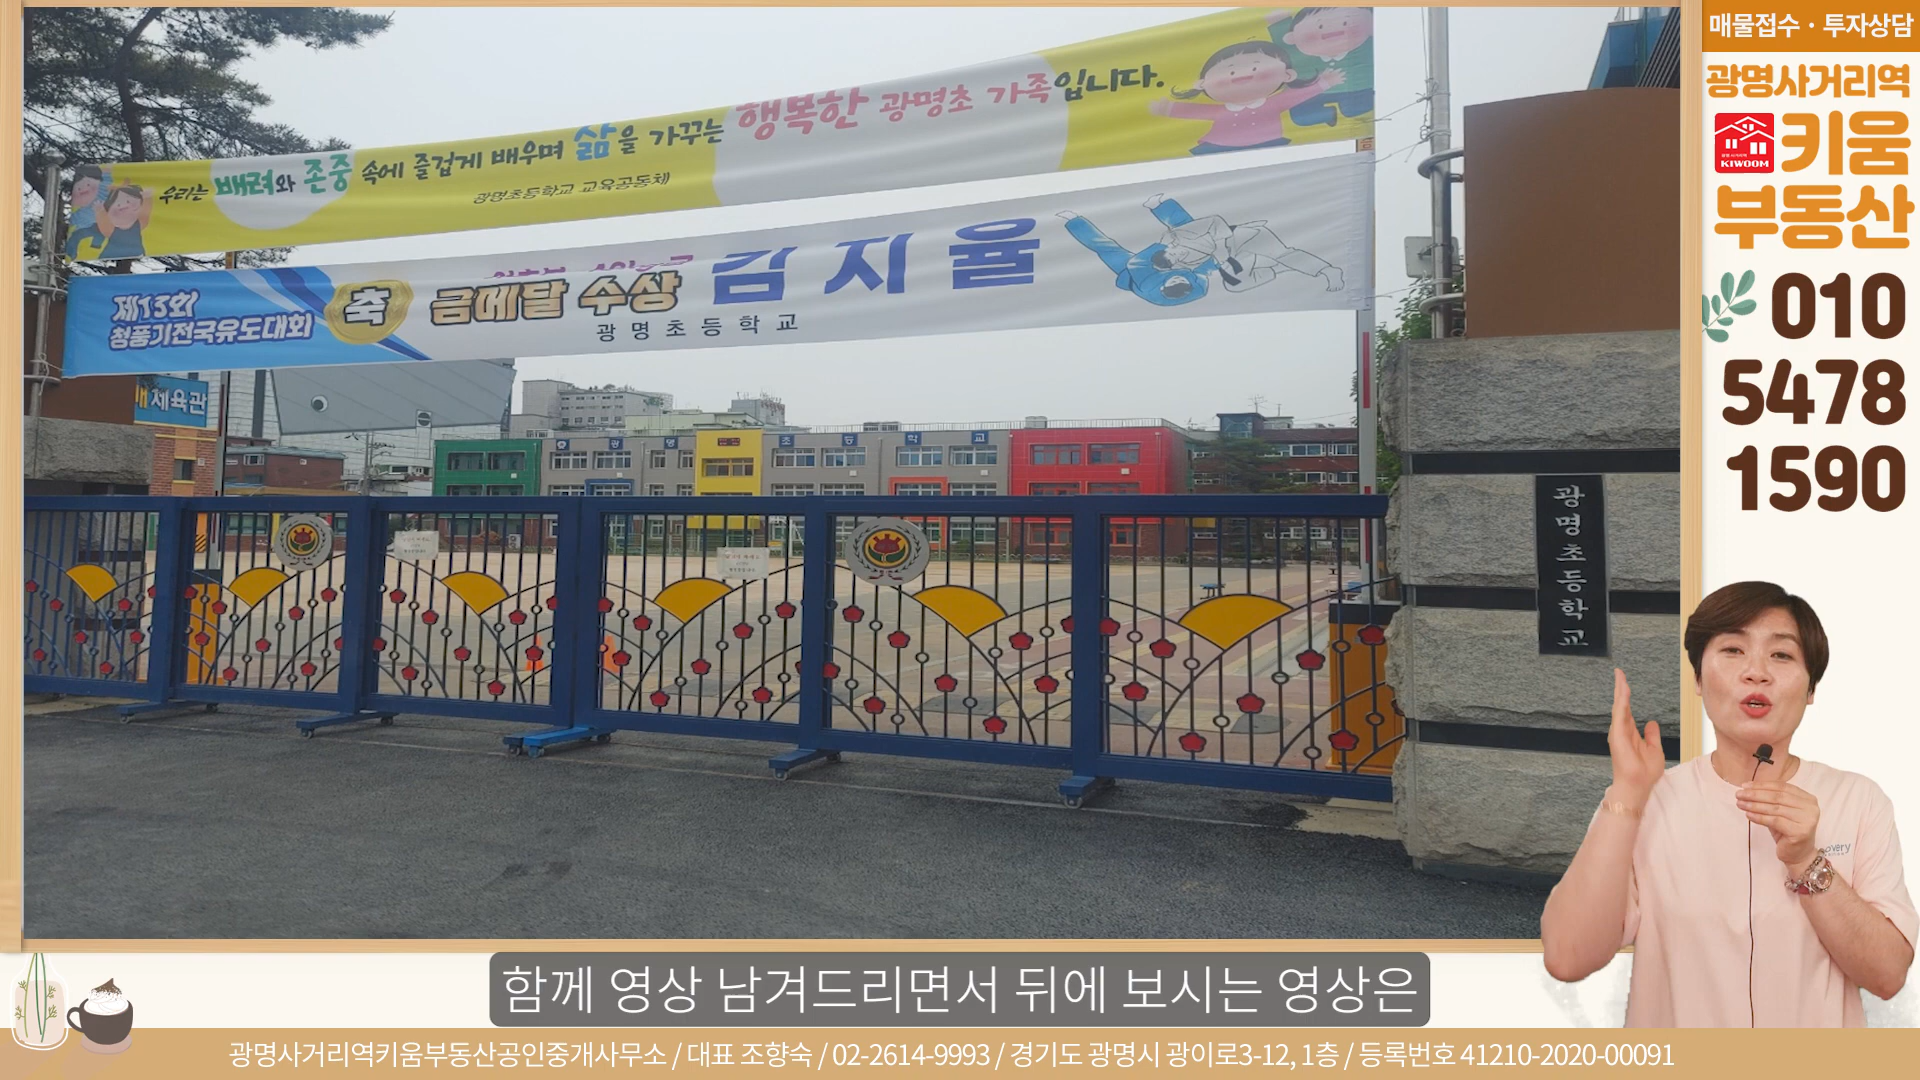 우리는 배려와 존중 속에 즐겁게 배우며 삶을 가꾸는 행복한 광명초 가족입니다.
광명초등학교 교육공동체
제13회
청풍기전국유도대회
축 금메달 수상 김지율
광명초등학교
체육관
광명초등학교
광명초등학교
매물접수 · 투자상담
광명사거리역
KIWOOM
키움
부동산
010
5478
1590
overy
함께 영상 남겨드리면서 뒤에 보시는 영상은
광명사거리역키움부동산공인중개사무소 / 대표 조향숙 / 02-2614-9993 / 경기도 광명시 광이로3-12, 1층 / 등록번호 41210-2020-00091